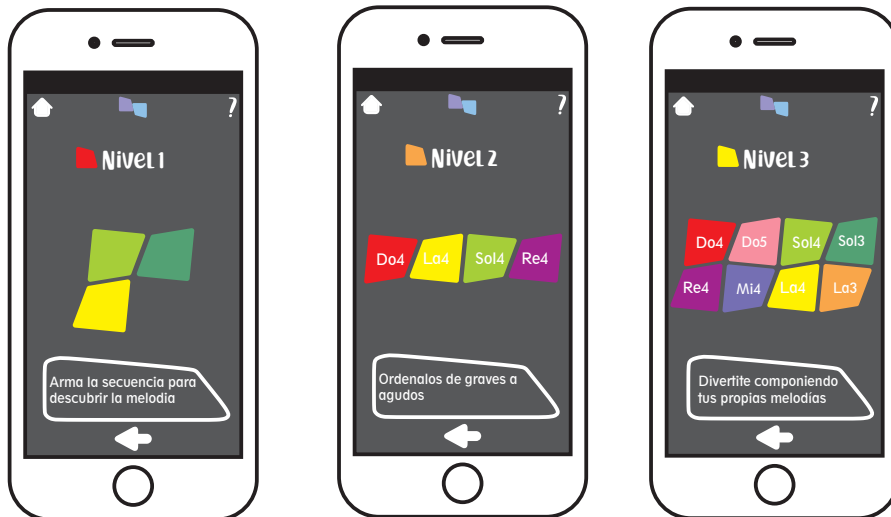 ?
Nivel 1
Arma la secuencia para
descubrir la melodia
?
Nivel 2
Do4 La4 Sol4 Re4
Ordenalos de graves a
agudos
?
Nivel 3
Do4 Do5 Sol4 Sol3
Re4 Mi4 La4 La3
Divertite componiendo
tus propias melodías